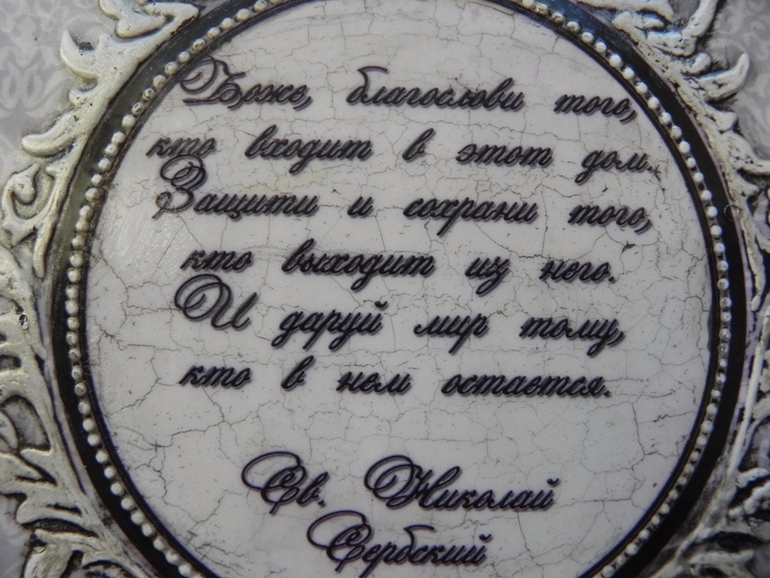 Боже, благослови того,
кто входит в этот дом.
Защити и сохрани того,
кто выходит из него.
И даруй мир тому,
кто в нем остается.
Св. Николай
Сербский